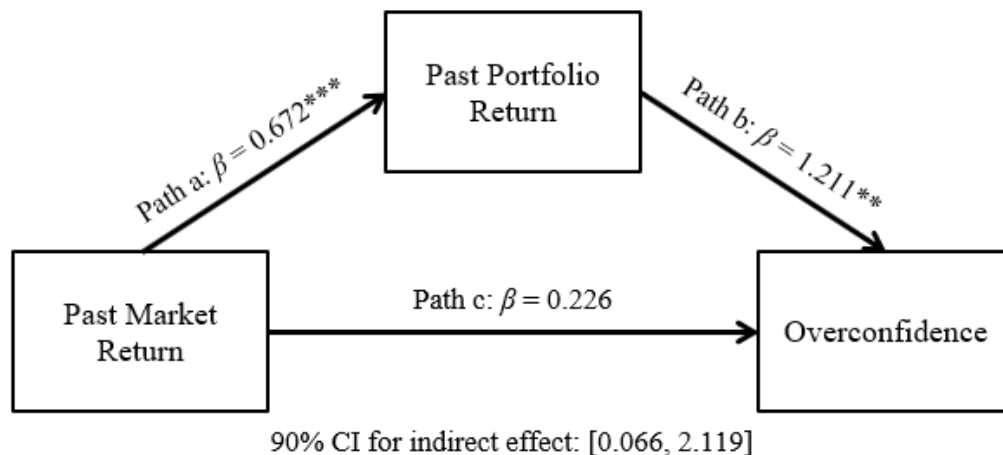 Past Portfolio
Return
Path a: β = 0.672***
Path b: β = 1.211**
Past Market
Return
Path c: β = 0.226
Overconfidence
90% CI for indirect effect: [0.066, 2.119]